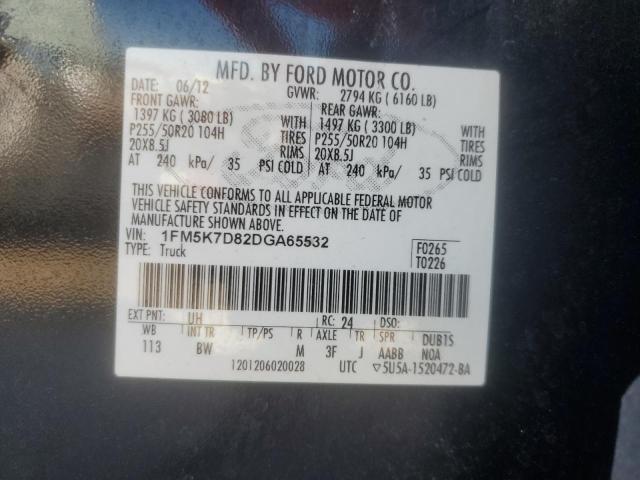 MFD. BY FORD MOTOR CO.
DATE: 06/12 GVWR: 2794 KG ( 6160 LB)
FRONT GAWR: REAR GAWR:
1397 KG ( 3080 LB) WITH 1497 KG ( 3300 LB) WITH
P255/50R20 104H TIRES P255/50R20 104H TIRES
20X8.5J RIMS 20X8.5J RIMS
AT 240 kPa/ 35 PSI COLD AT 240 kPa/ 35 PSI COLD
THIS VEHICLE CONFORMS TO ALL APPLICABLE FEDERAL MOTOR
VEHICLE SAFETY STANDARDS IN EFFECT ON THE DATE OF
MANUFACTURE SHOWN ABOVE.
VIN: 1FM5K7D82DGA65532 F0265
TYPE: Truck T0226
EXT PNT: UH RC: 24 DSO:
WB INT TR TP/PS R AXLE TR SPR DUB1S
113 BW M 3F J AABB NOA
1201206020028 UTC ▽5U5A-1520472-BA